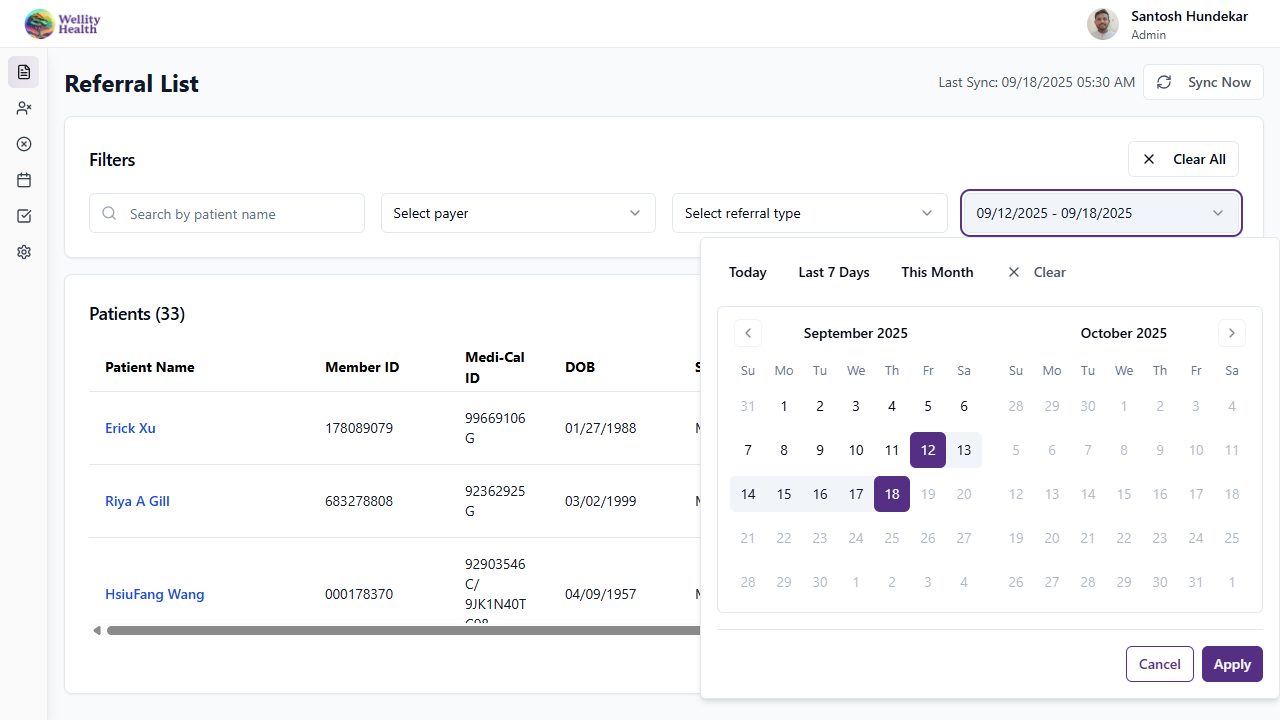 Wellity
Health
Santosh Hundekar
Admin
Referral List
Last Sync: 09/18/2025 05:30 AM
Sync Now
Filters
Clear All
Search by patient name
Select payer
Select referral type
09/12/2025 - 09/18/2025
Today Last 7 Days This Month Clear
September 2025
Su Mo Tu We Th Fr Sa
31 1 2 3 4 5 6
7 8 9 10 11 12 13
14 15 16 17 18 19 20
21 22 23 24 25 26 27
28 29 30 1 2 3 4
October 2025
Su Mo Tu We Th Fr Sa
28 29 30 1 2 3 4
5 6 7 8 9 10 11
12 13 14 15 16 17 18
19 20 21 22 23 24 25
26 27 28 29 30 31 1
Cancel Apply
Patients (33)
Patient Name Member ID Medi-Cal ID DOB
Erick Xu 178089079 99669106G 01/27/1988
Riya A Gill 683278808 92362925G 03/02/1999
HsiuFang Wang 000178370 92903546C/ 9JK1N40T 04/09/1957